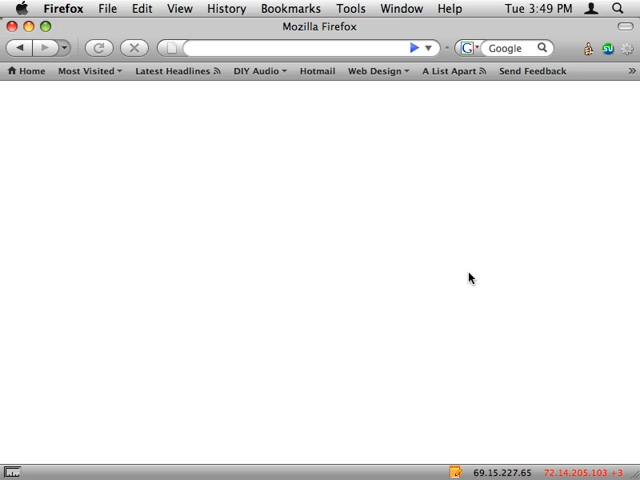 Firefox File Edit View History Bookmarks Tools Window Help Tue 3:49 PM
Mozilla Firefox
G Google
Home Most Visited Latest Headlines DIY Audio Hotmail Web Design A List Apart Send Feedback »
69.15.227.65 72.14.205.103 +3